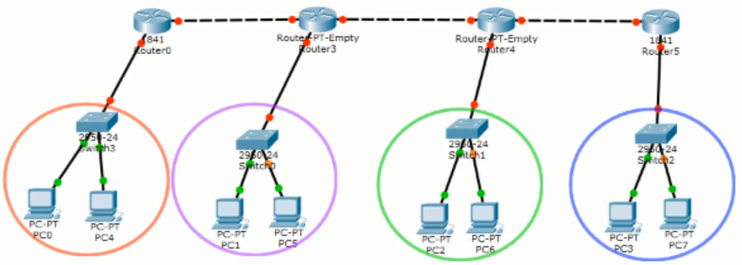 1841
Router0
Router-PT-Empty
Router3
Router-PT-Empty
Router4
1841
Router5
2950-24
Switch3
2950-24
Switch0
2950-24
Switch1
2950-24
Switch2
PC-PT
PC0
PC-PT
PC4
PC-PT
PC1
PC-PT
PC5
PC-PT
PC2
PC-PT
PC6
PC-PT
PC3
PC-PT
PC7